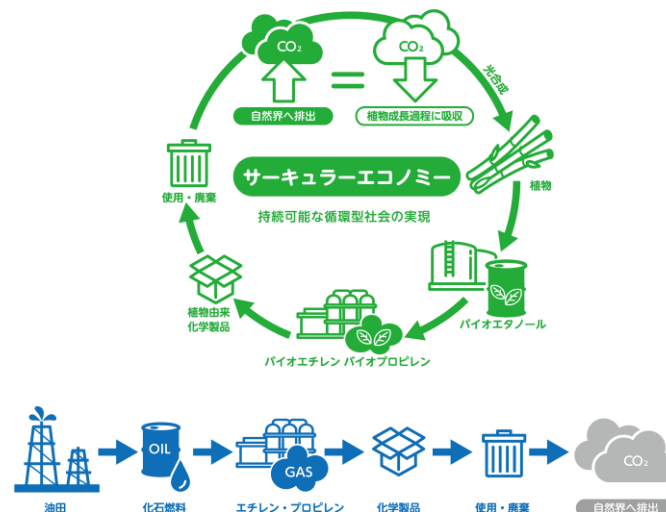 CO₂
CO₂
自然界へ排出
植物成長過程に吸収
光合成
サーキュラーエコノミー
持続可能な循環型社会の実現
使用・廃棄
植物
植物由来
化学製品
バイオエタノール
バイオエチレン バイオプロピレン
OIL
GAS
CO₂
油田
化石燃料
エチレン・プロピレン
化学製品
使用・廃棄
自然界へ排出